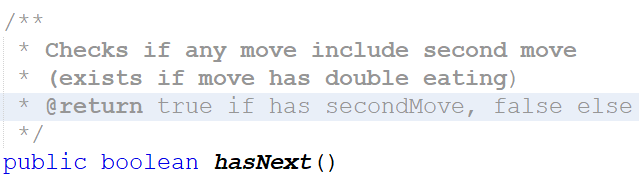 /**
* Checks if any move include second move
* (exists if move has double eating)
* @return true if has secondMove, false else
*/
public boolean hasNext()